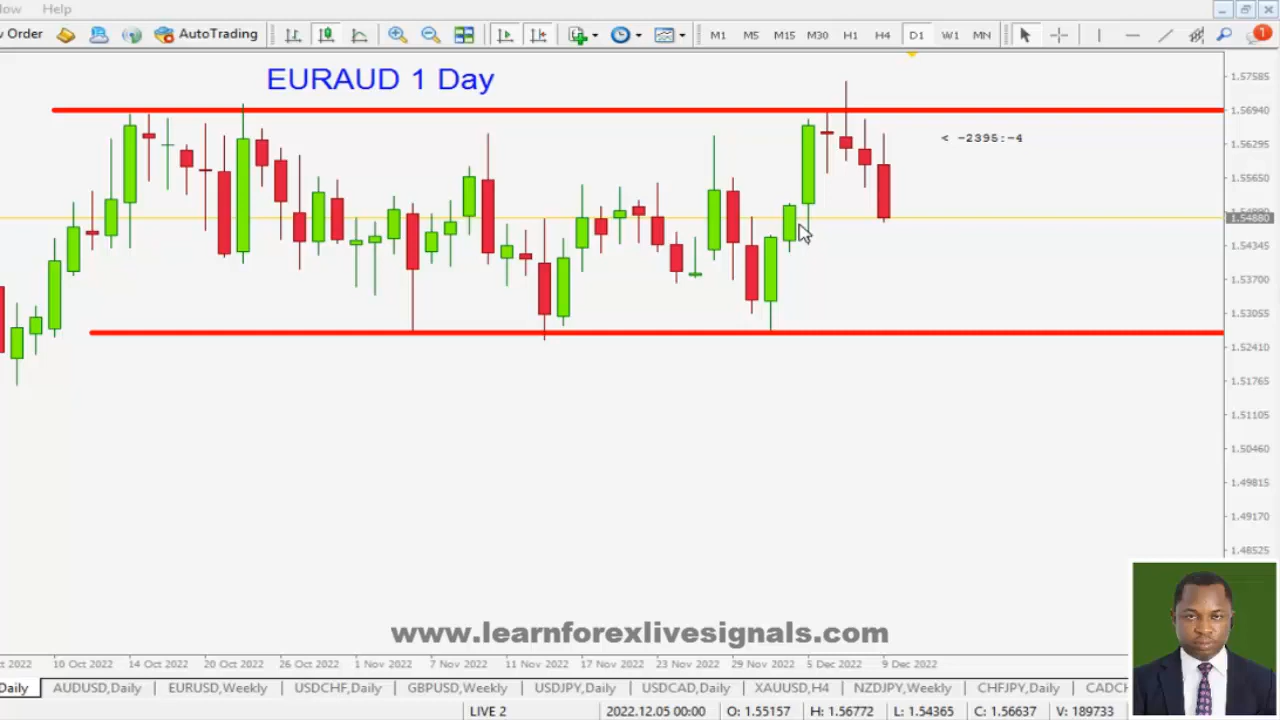 Help
Order AutoTrading M1 M5 M15 M30 H1 H4 D1 W1 MN 1
EURAUD 1 Day
< -2395:-4
1.57585
1.56940
1.56295
1.55650
1.54880
1.54345
1.53700
1.53055
1.52410
1.51765
1.51105
1.50460
1.49815
1.49170
1.48525
www.learnforexlivesignals.com
2022 10 Oct 2022 14 Oct 2022 20 Oct 2022 26 Oct 2022 1 Nov 2022 7 Nov 2022 11 Nov 2022 17 Nov 2022 23 Nov 2022 29 Nov 2022 5 Dec 2022 9 Dec 2022
Daily AUDUSD,Daily EURUSD,Weekly USDCHF,Daily GBPUSD,Weekly USDJPY,Daily USDCAD,Daily XAUUSD,H4 NZDJPY,Weekly CHFJPY,Daily CADCH
LIVE 2 2022.12.05 00:00 O: 1.55157 H: 1.56772 L: 1.54365 C: 1.56637 V: 189733